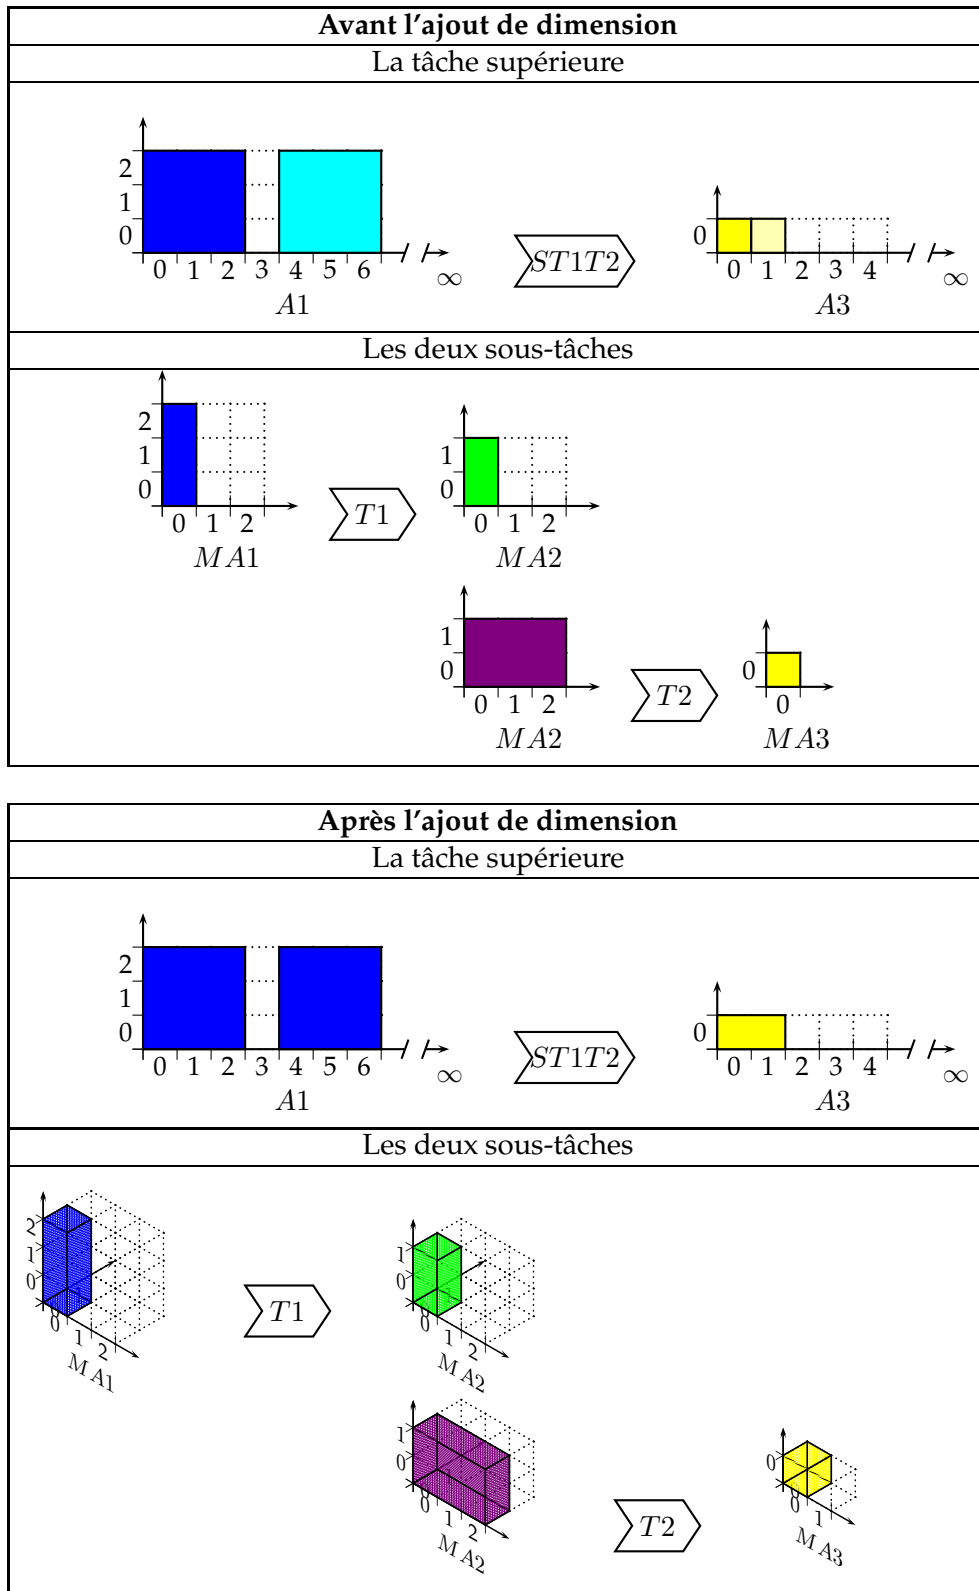 Avant l'ajout de dimension
La tâche supérieure
2
1
0
0 1 2 3 4 5 6 ∞
A1
ST1T2
0
0 1 2 3 4 ∞
A3
Les deux sous-tâches
2
1
0
0 1 2
MA1
T1
1
0
0 1 2
MA2
1
0
0 1 2
MA2
T2
0
0
MA3
Après l'ajout de dimension
La tâche supérieure
2
1
0
0 1 2 3 4 5 6 ∞
A1
ST1T2
0
0 1 2 3 4 ∞
A3
Les deux sous-tâches
2
1
0
0 1 2
MA1
T1
1
0
0 1 2
MA2
1
0
0 1 2
MA2
T2
0
0 1
MA3